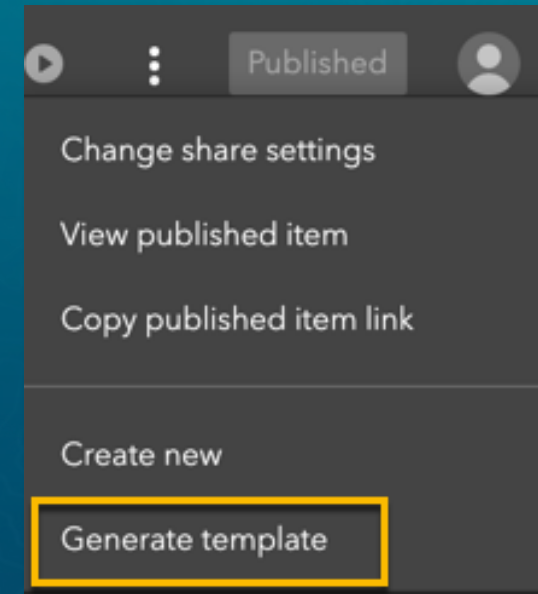 Published
Change share settings
View published item
Copy published item link
Create new
Generate template